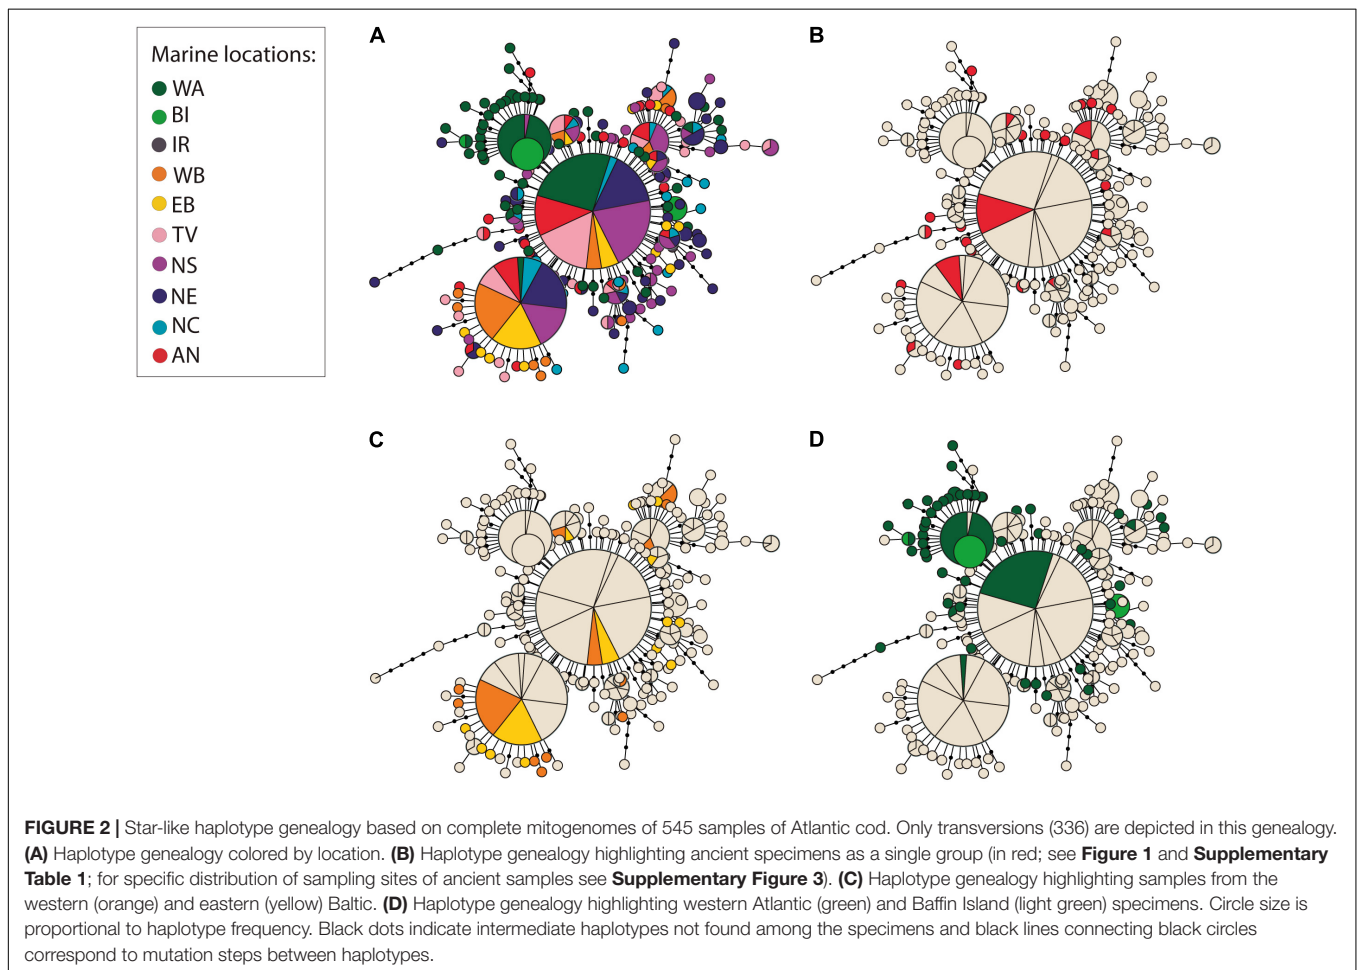 A
B
Marine locations:
WA
BI
IR
WB
EB
TV
NS
NE
NC
AN
C
D
FIGURE 2 | Star-like haplotype genealogy based on complete mitogenomes of 545 samples of Atlantic cod. Only transversions (336) are depicted in this genealogy.
(A) Haplotype genealogy colored by location. (B) Haplotype genealogy highlighting ancient specimens as a single group (in red; see Figure 1 and Supplementary
Table 1; for specific distribution of sampling sites of ancient samples see Supplementary Figure 3). (C) Haplotype genealogy highlighting samples from the
western (orange) and eastern (yellow) Baltic. (D) Haplotype genealogy highlighting western Atlantic (green) and Baffin Island (light green) specimens. Circle size is
proportional to haplotype frequency. Black dots indicate intermediate haplotypes not found among the specimens and black lines connecting black circles
correspond to mutation steps between haplotypes.